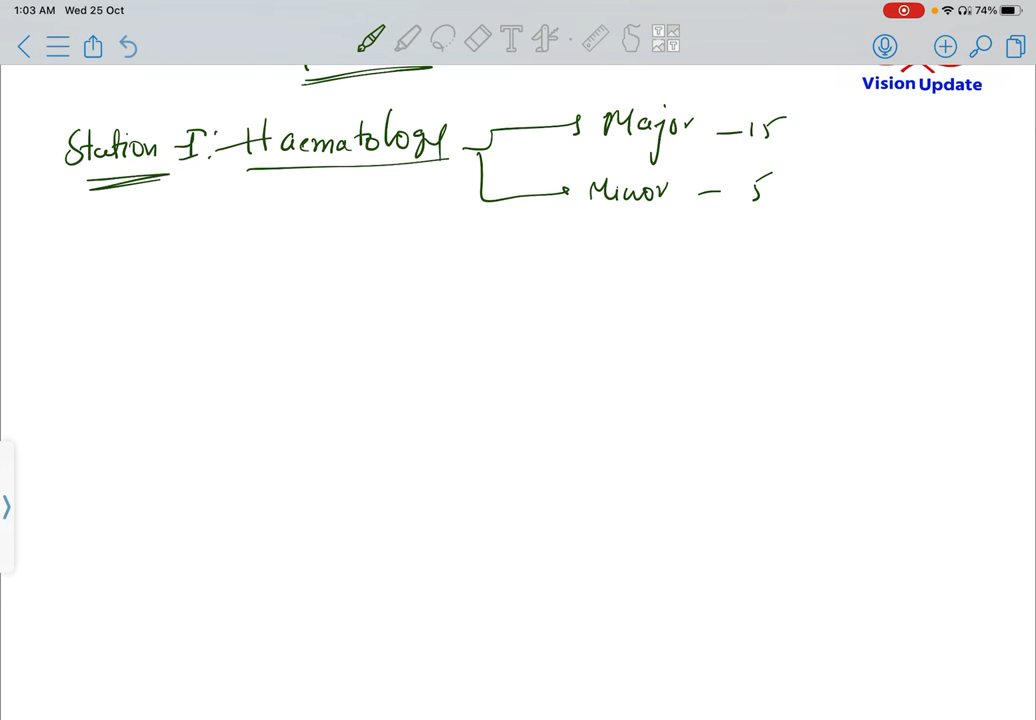 1:03 AM Wed 25 Oct 74%
Vision Update
Station I:- Haematology Major - 15
Minor - 5